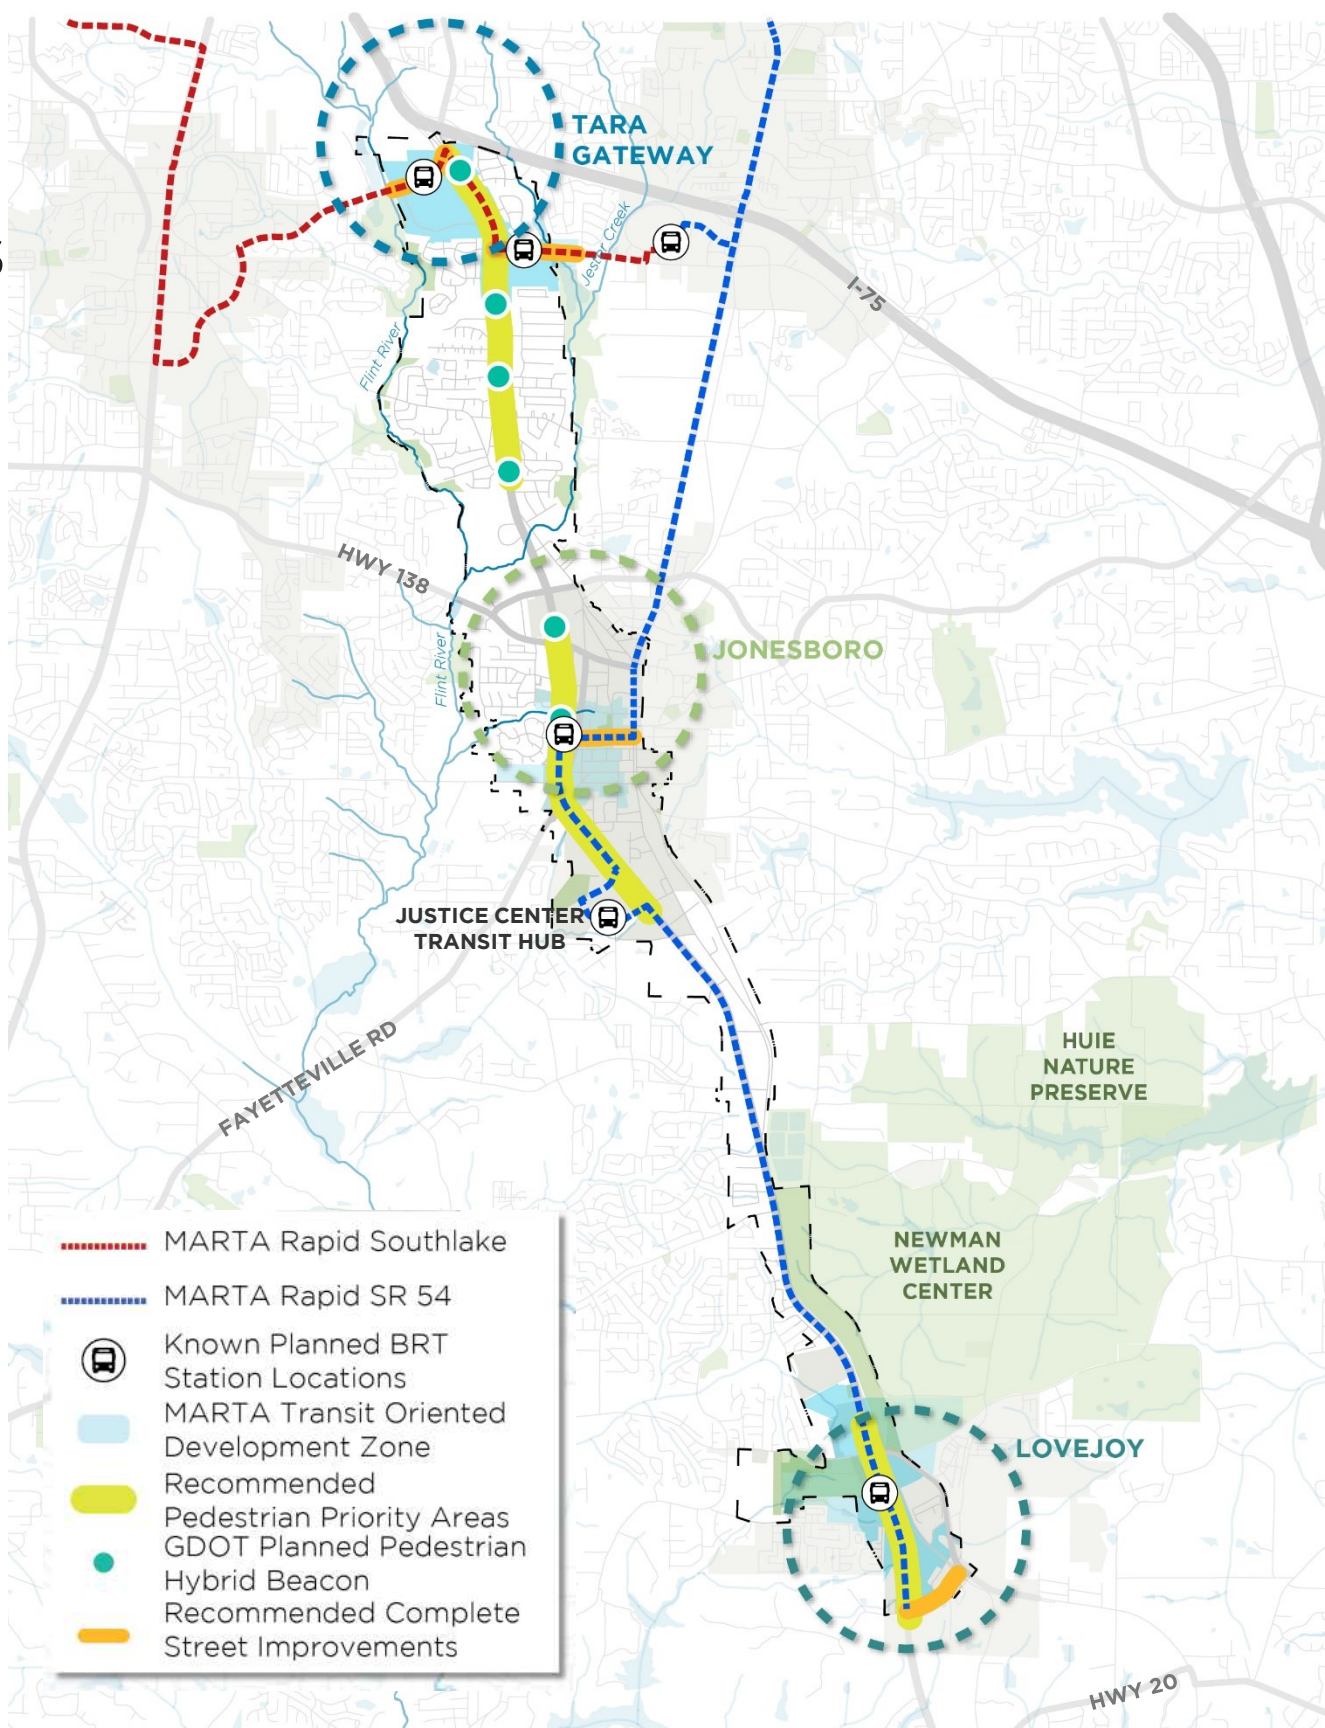 TARA
GATEWAY
Jester Creek
I-75
Flint River
HWY 138
JONESBORO
Flint River
JUSTICE CENTER
TRANSIT HUB
FAYETTEVILLE RD
HUIE
NATURE
PRESERVE
NEWMAN
WETLAND
CENTER
LOVEJOY
HWY 20
MARTA Rapid Southlake
MARTA Rapid SR 54
Known Planned BRT
Station Locations
MARTA Transit Oriented
Development Zone
Recommended
Pedestrian Priority Areas
GDOT Planned Pedestrian
Hybrid Beacon
Recommended Complete
Street Improvements